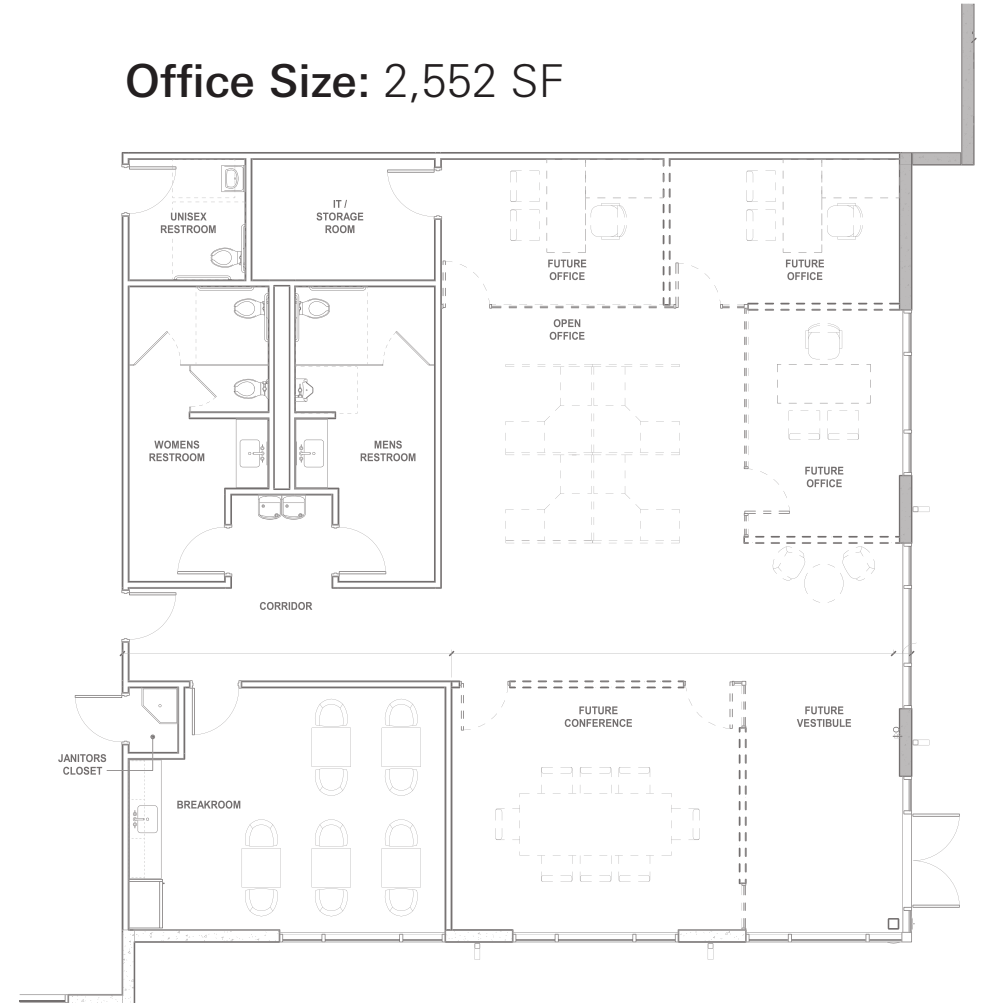 Office Size: 2,552 SF
UNISEX
RESTROOM
IT /
STORAGE
ROOM
FUTURE
OFFICE
FUTURE
OFFICE
OPEN
OFFICE
WOMENS
RESTROOM
MENS
RESTROOM
FUTURE
OFFICE
CORRIDOR
FUTURE
CONFERENCE
FUTURE
VESTIBULE
JANITORS
CLOSET
BREAKROOM